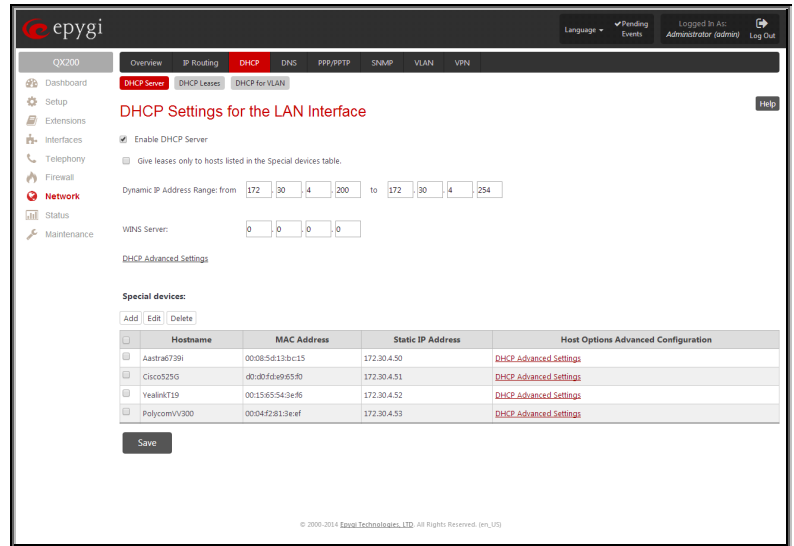 epygi
Language
Pending Events
Logged In As:
Administrator (admin)
Log Out
QX200
Overview IP Routing DHCP DNS PPP/PPTP SNMP VLAN VPN
Dashboard
Setup
Extensions
Interfaces
Telephony
Firewall
Network
Status
Maintenance
DHCP Server DHCP Leases DHCP for VLAN
Help
DHCP Settings for the LAN Interface
Enable DHCP Server
Give leases only to hosts listed in the Special devices table.
Dynamic IP Address Range: from 172 . 30 . 4 . 200 to 172 . 30 . 4 . 254
WINS Server: 0 . 0 . 0 . 0
DHCP Advanced Settings
Special devices:
Add Edit Delete
Hostname MAC Address Static IP Address Host Options Advanced Configuration
Aastra6739i 00:08:5d:13:bc:15 172.30.4.50 DHCP Advanced Settings
Cisco525G d0:d0:fd:e9:65:f0 172.30.4.51 DHCP Advanced Settings
YealinkT19 00:15:65:54:3e:f6 172.30.4.52 DHCP Advanced Settings
PolycomVV300 00:04:f2:81:3e:ef 172.30.4.53 DHCP Advanced Settings
Save
© 2000-2014 Epygi Technologies, LTD. All Rights Reserved. (en_US)